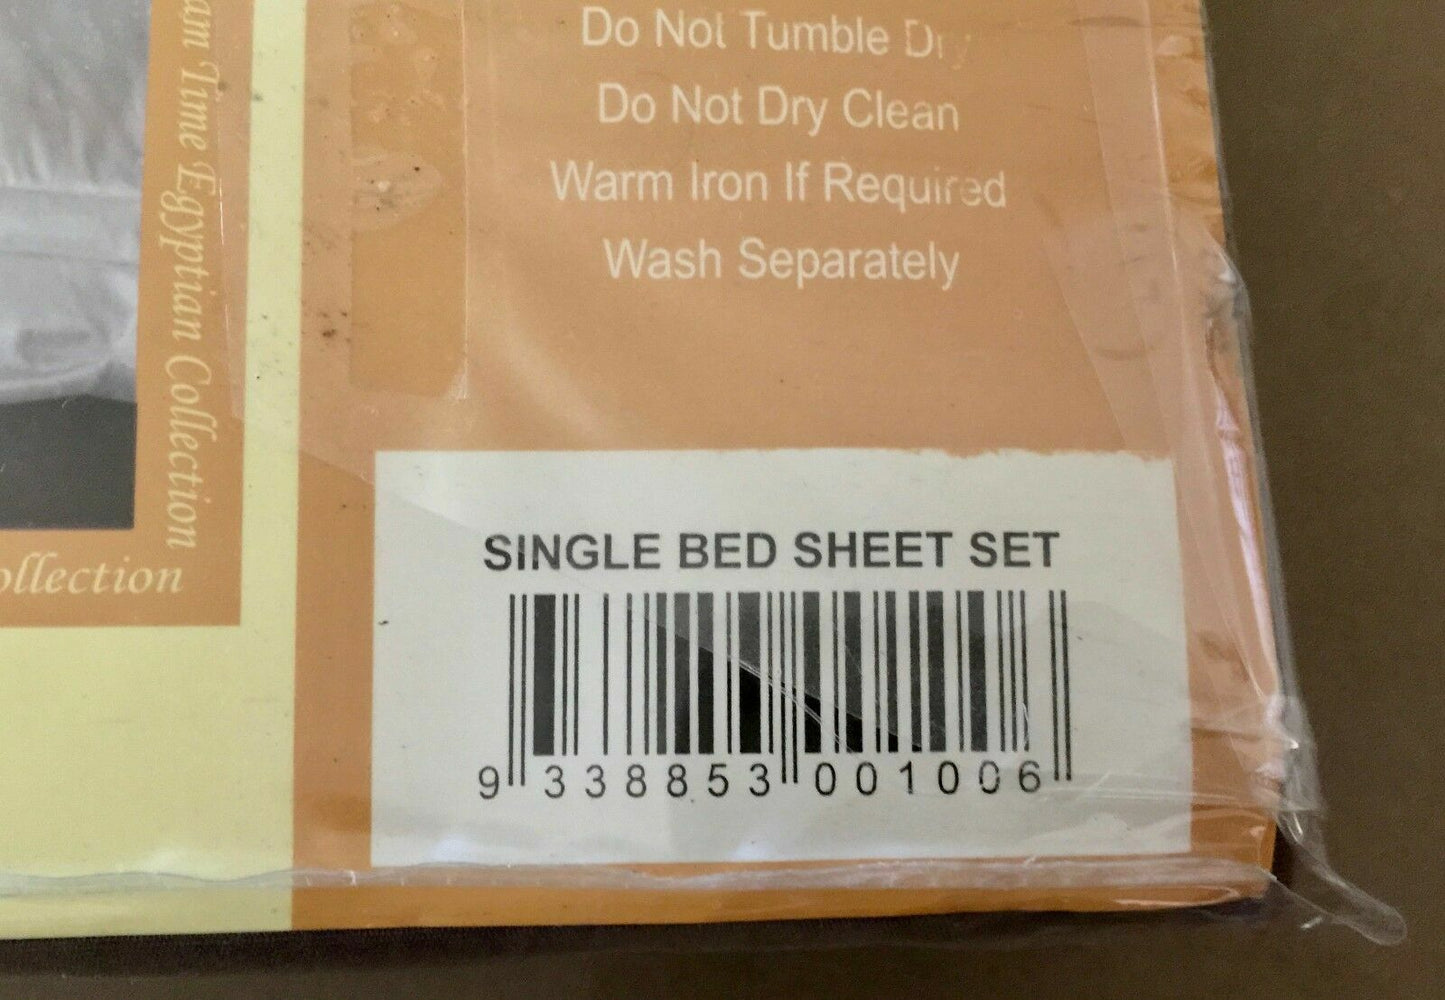 Do Not Tumble Dry
Do Not Dry Clean
Warm Iron If Required
Wash Separately
Time Egyptian Collection
Collection
SINGLE BED SHEET SET
9 338853 001006